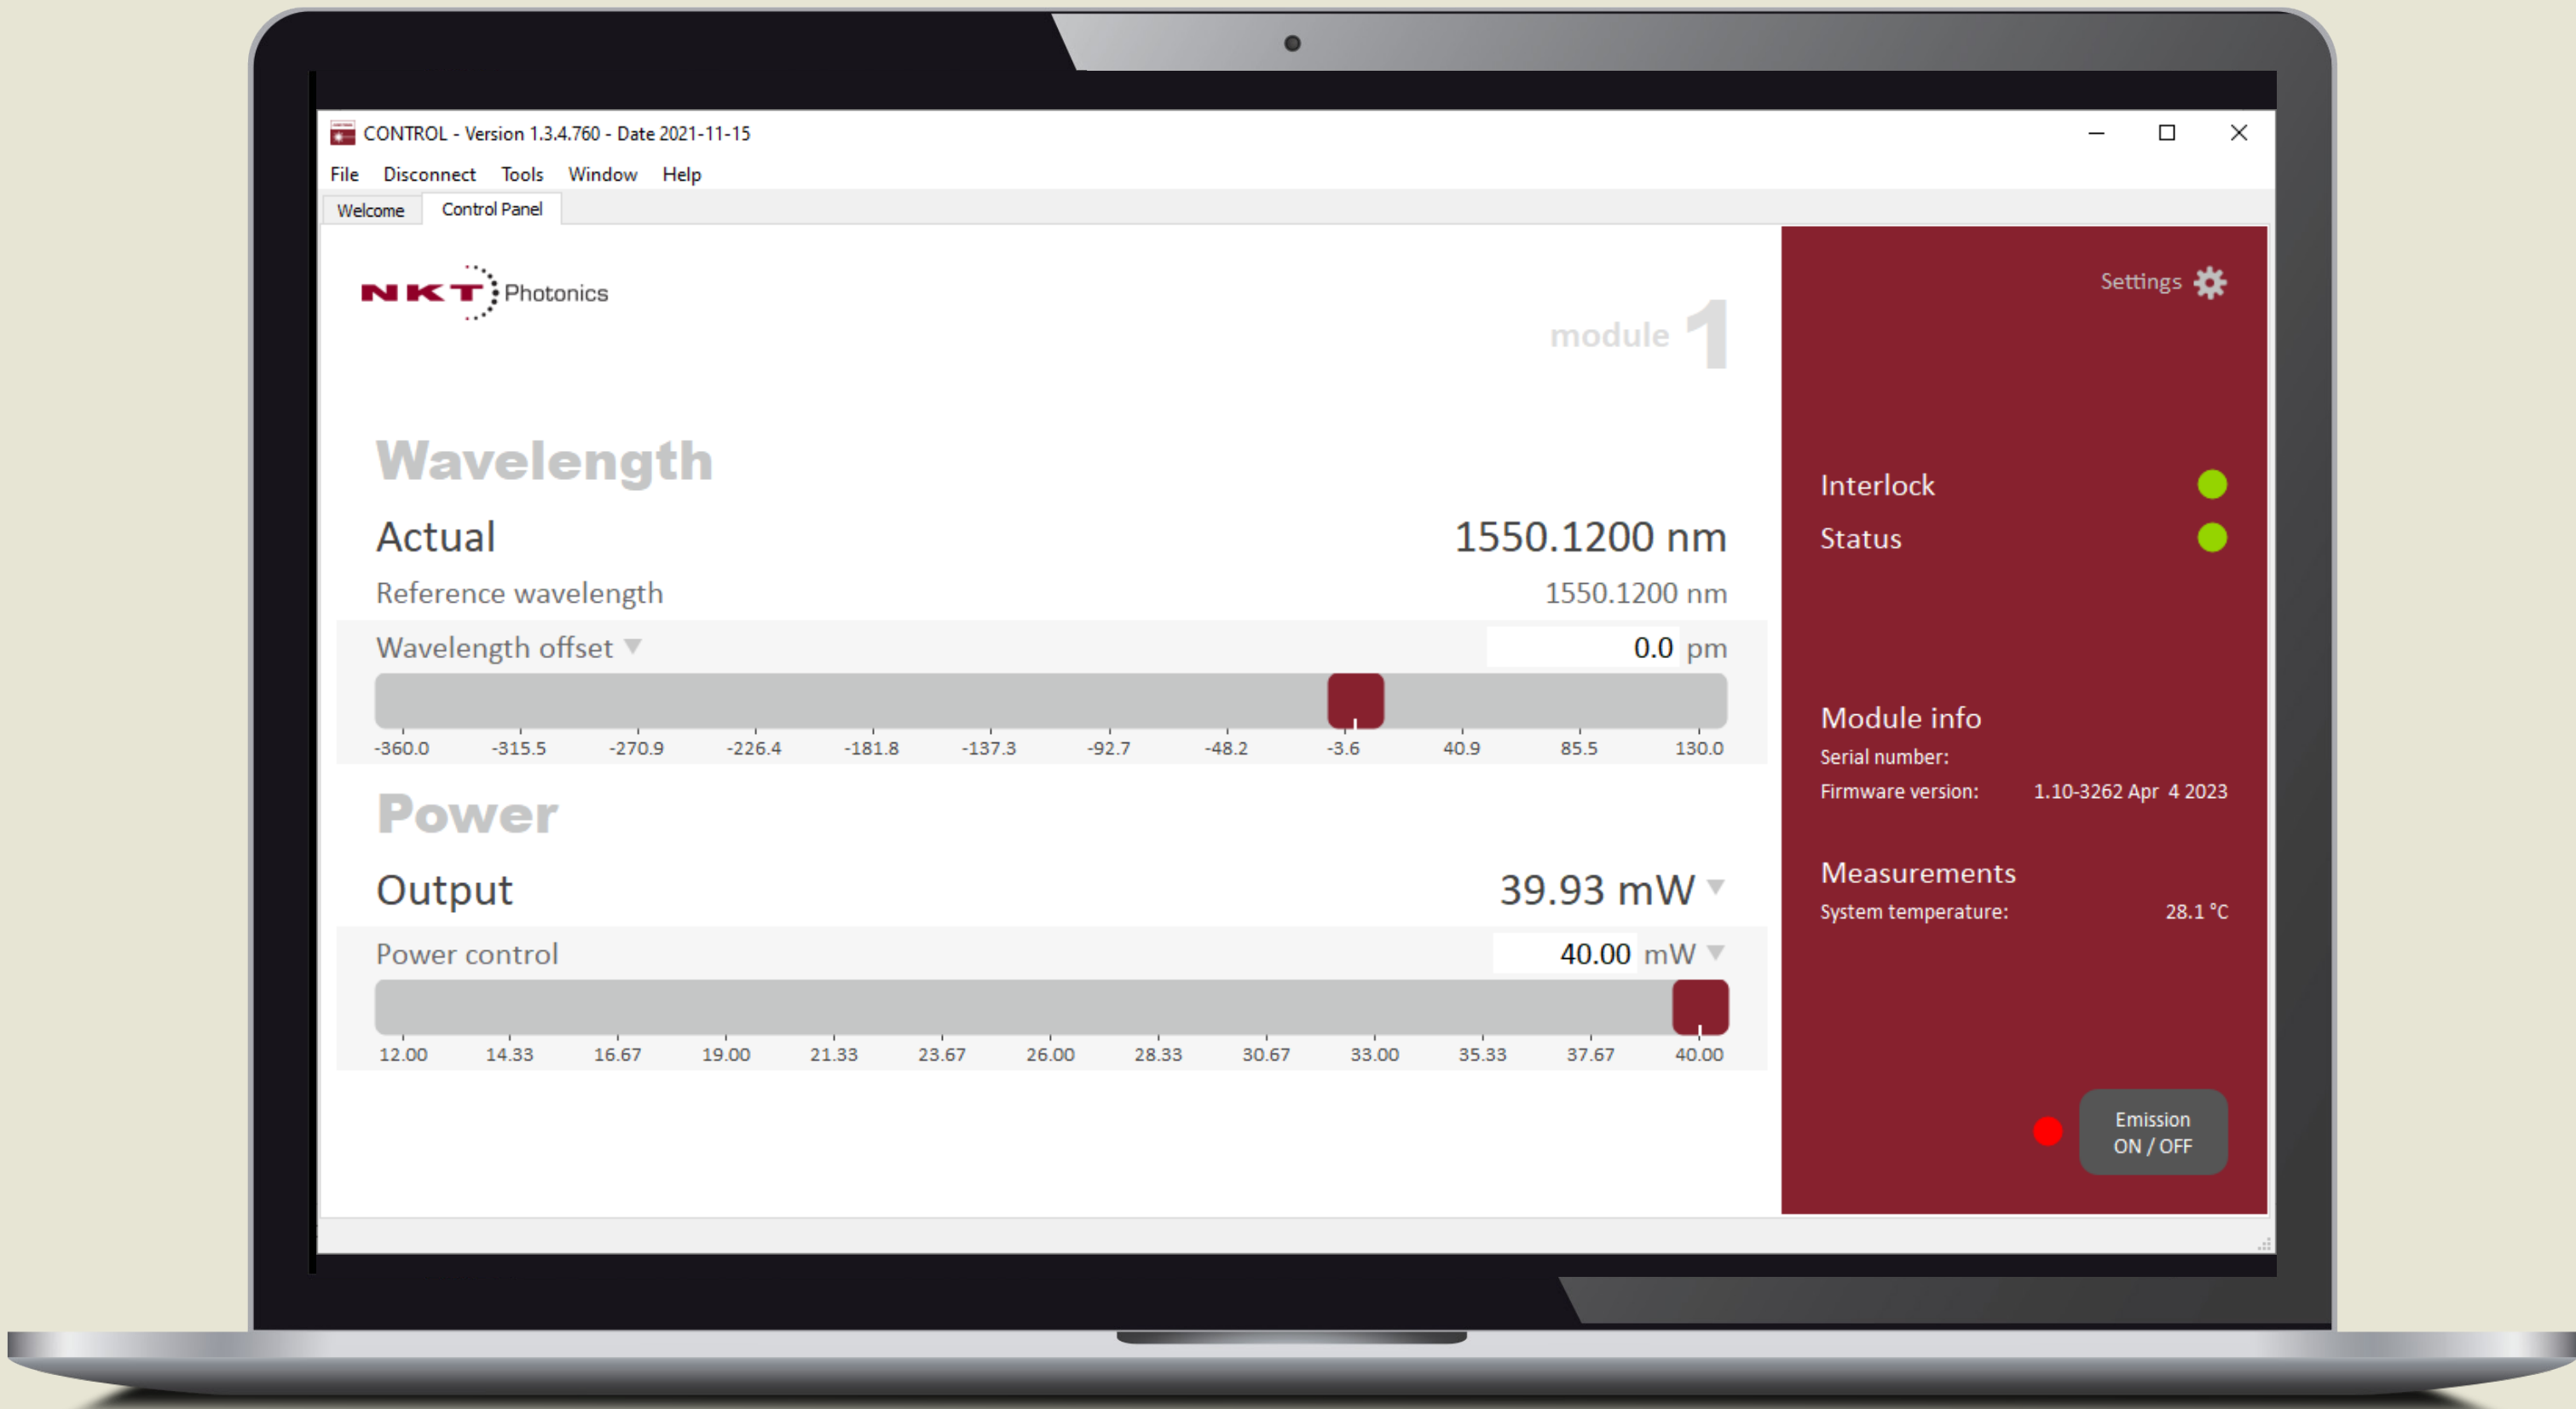 CONTROL - Version 1.3.4.760 - Date 2021-11-15
File Disconnect Tools Window Help
Welcome Control Panel
NKT Photonics
module 1
Wavelength
Actual 1550.1200 nm
Reference wavelength 1550.1200 nm
Wavelength offset 0.0 pm
-360.0 -315.5 -270.9 -226.4 -181.8 -137.3 -92.7 -48.2 -3.6 40.9 85.5 130.0
Power
Output 39.93 mW
Power control 40.00 mW
12.00 14.33 16.67 19.00 21.33 23.67 26.00 28.33 30.67 33.00 35.33 37.67 40.00
Settings
Interlock
Status
Module info
Serial number:
Firmware version: 1.10-3262 Apr 4 2023
Measurements
System temperature: 28.1 °C
Emission
ON / OFF